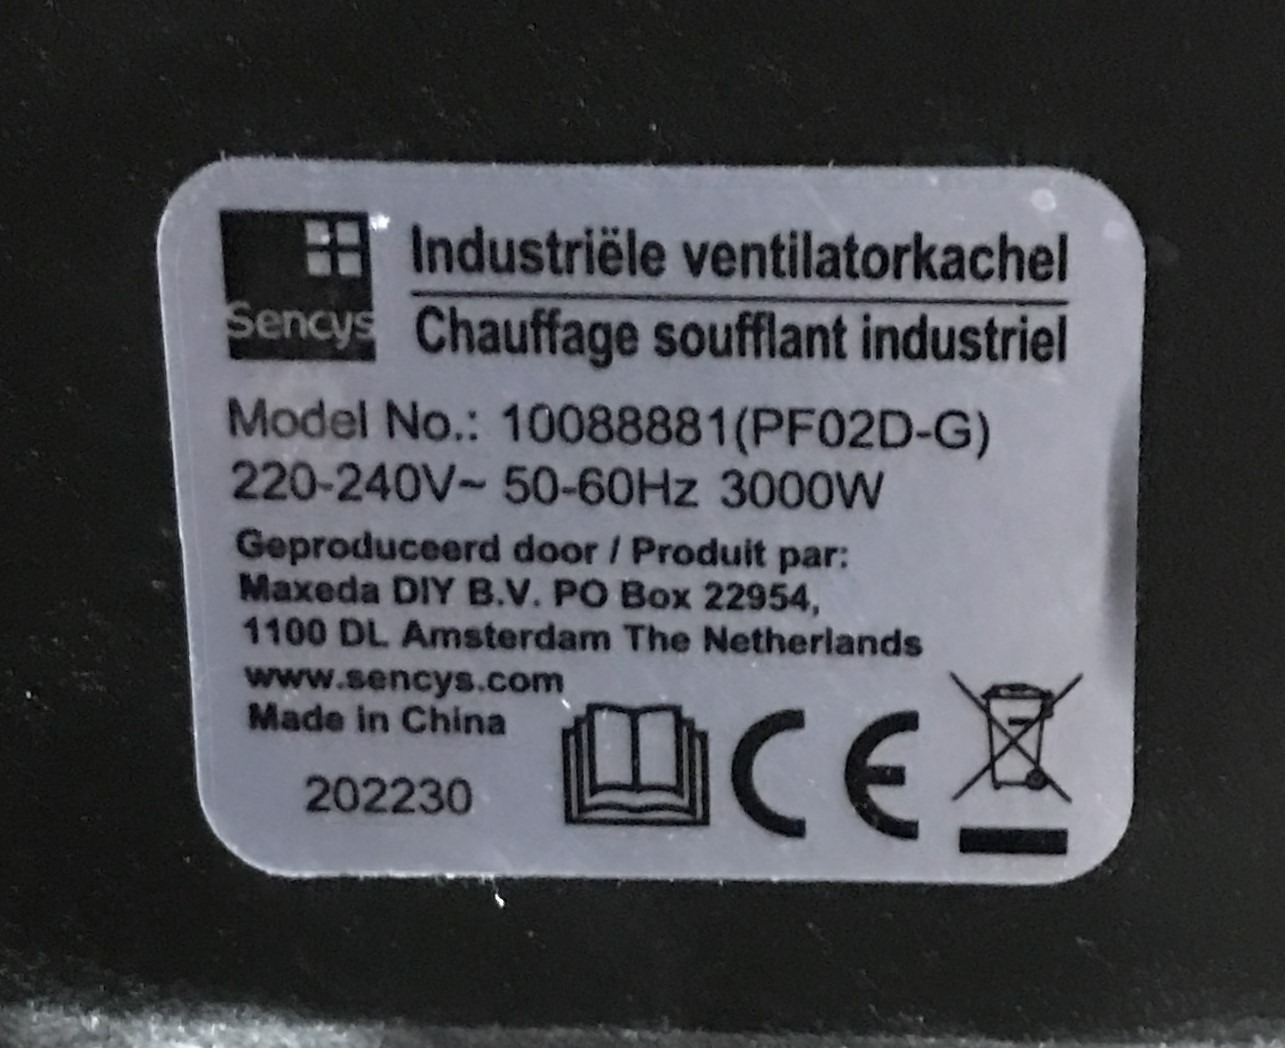 Sencys
Industriële ventilatorkachel
Chauffage soufflant industriel
Model No.: 10088881(PF02D-G)
220-240V~ 50-60Hz 3000W
Geproduceerd door / Produit par:
Maxeda DIY B.V. PO Box 22954,
1100 DL Amsterdam The Netherlands
www.sencys.com
Made in China
202230
CE